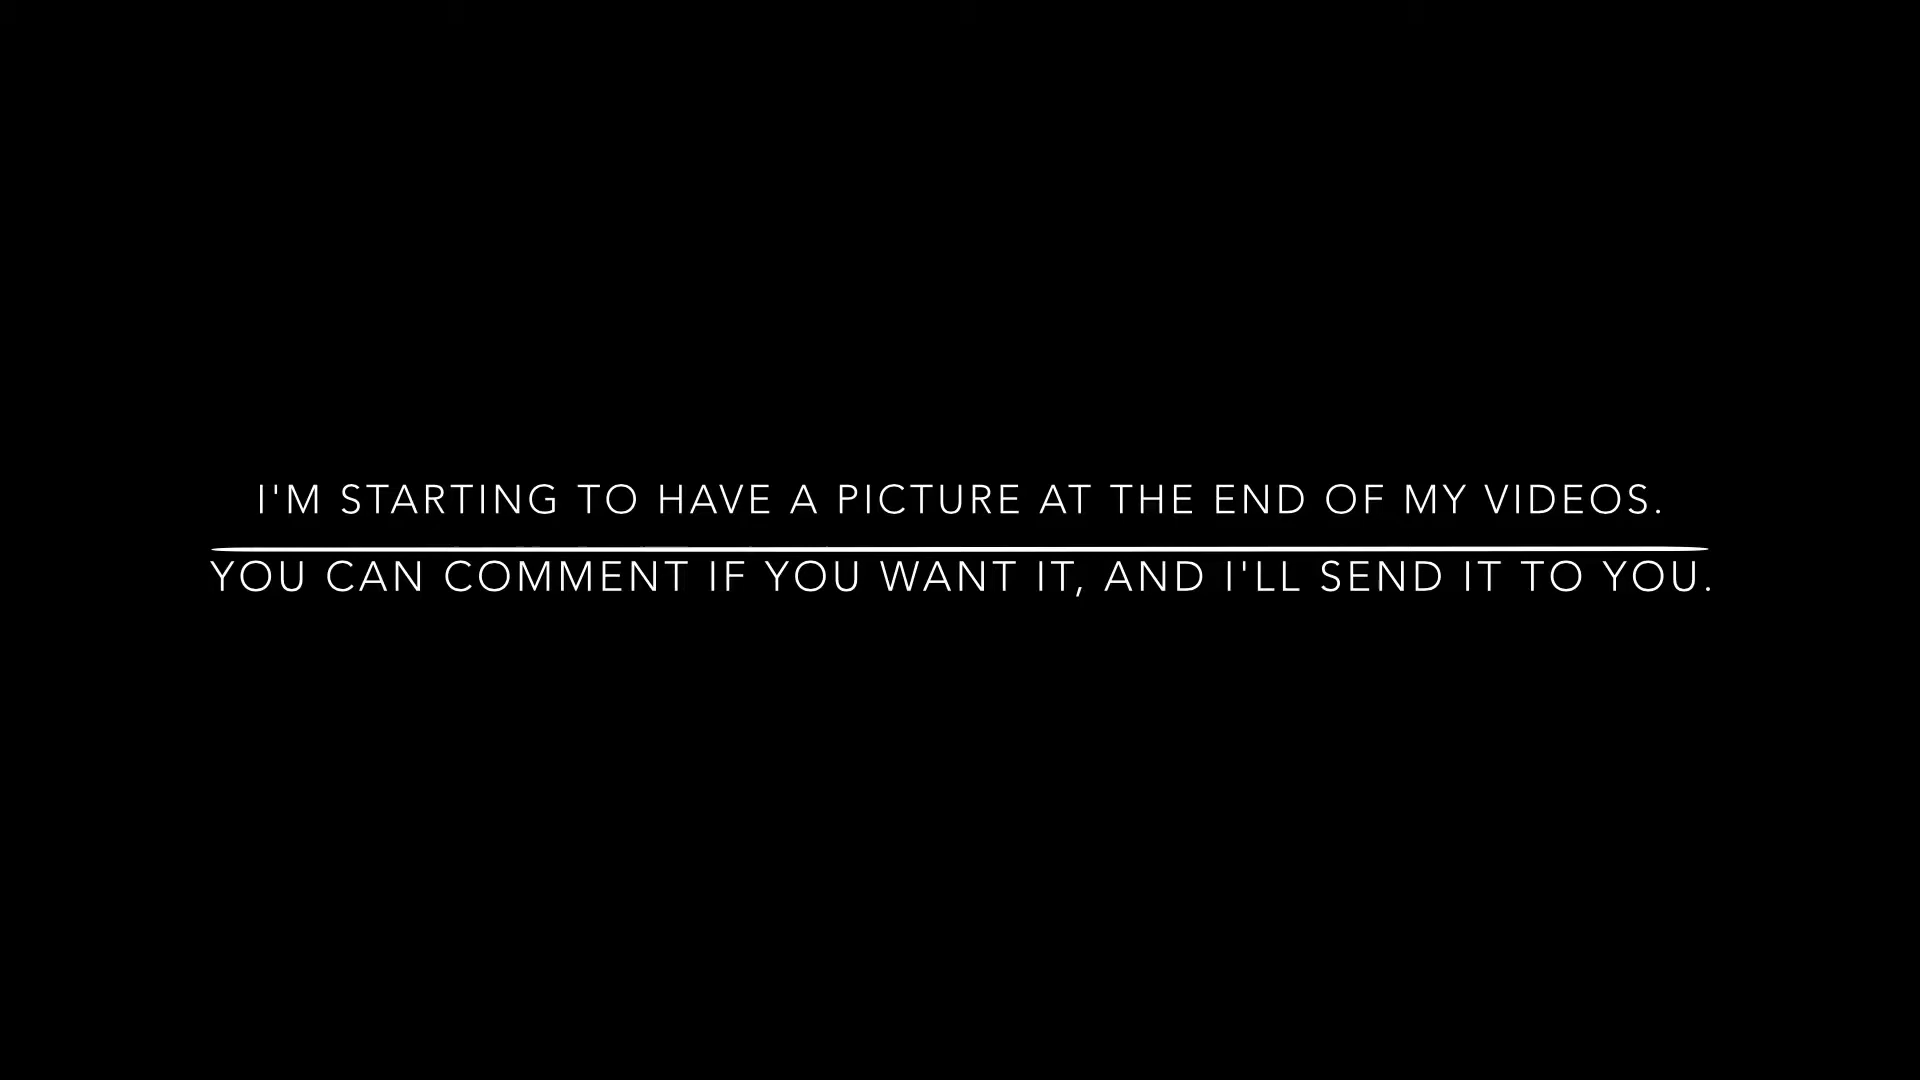 I'M STARTING TO HAVE A PICTURE AT THE END OF MY VIDEOS.
YOU CAN COMMENT IF YOU WANT IT, AND I'LL SEND IT TO YOU.